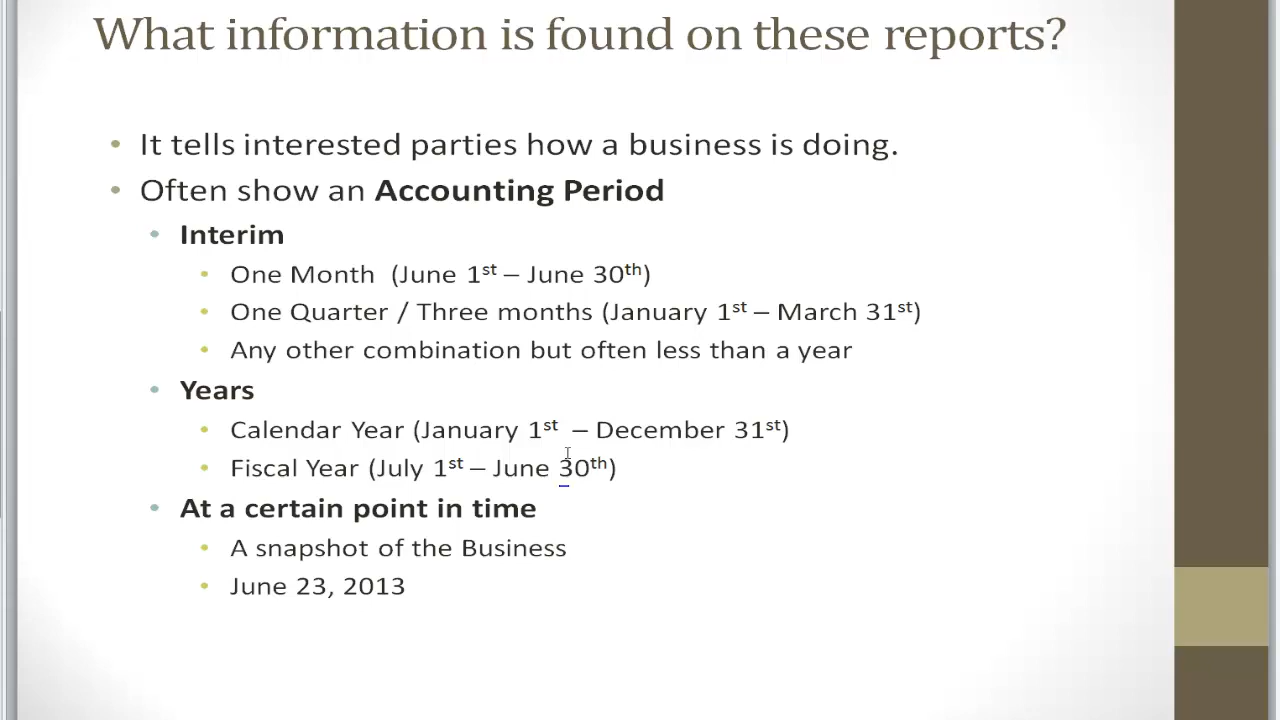 What information is found on these reports?
• It tells interested parties how a business is doing.
• Often show an Accounting Period
• Interim
• One Month (June 1st – June 30th)
• One Quarter / Three months (January 1st – March 31st)
• Any other combination but often less than a year
• Years
• Calendar Year (January 1st – December 31st)
• Fiscal Year (July 1st – June 30th)
• At a certain point in time
• A snapshot of the Business
• June 23, 2013